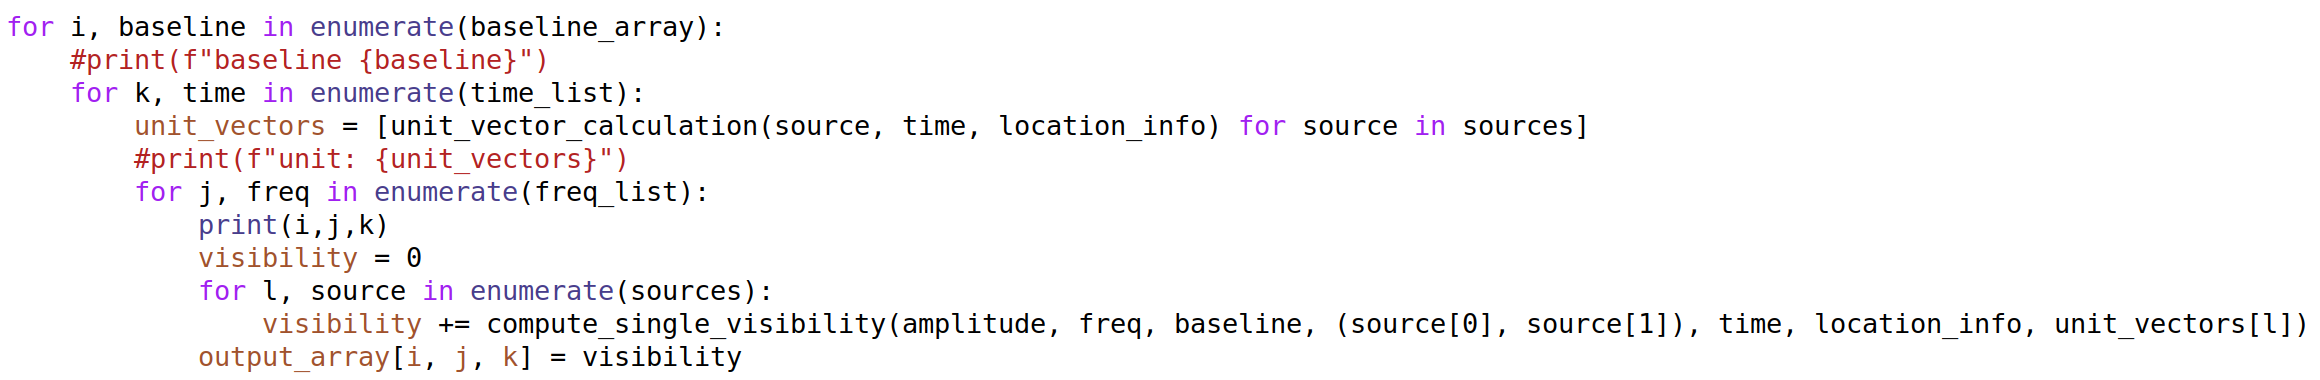 for i, baseline in enumerate(baseline_array):
    #print(f"baseline {baseline}")
    for k, time in enumerate(time_list):
        unit_vectors = [unit_vector_calculation(source, time, location_info) for source in sources]
        #print(f"unit: {unit_vectors}")
        for j, freq in enumerate(freq_list):
            print(i,j,k)
            visibility = 0
            for l, source in enumerate(sources):
                visibility += compute_single_visibility(amplitude, freq, baseline, (source[0], source[1]), time, location_info, unit_vectors[l])
            output_array[i, j, k] = visibility